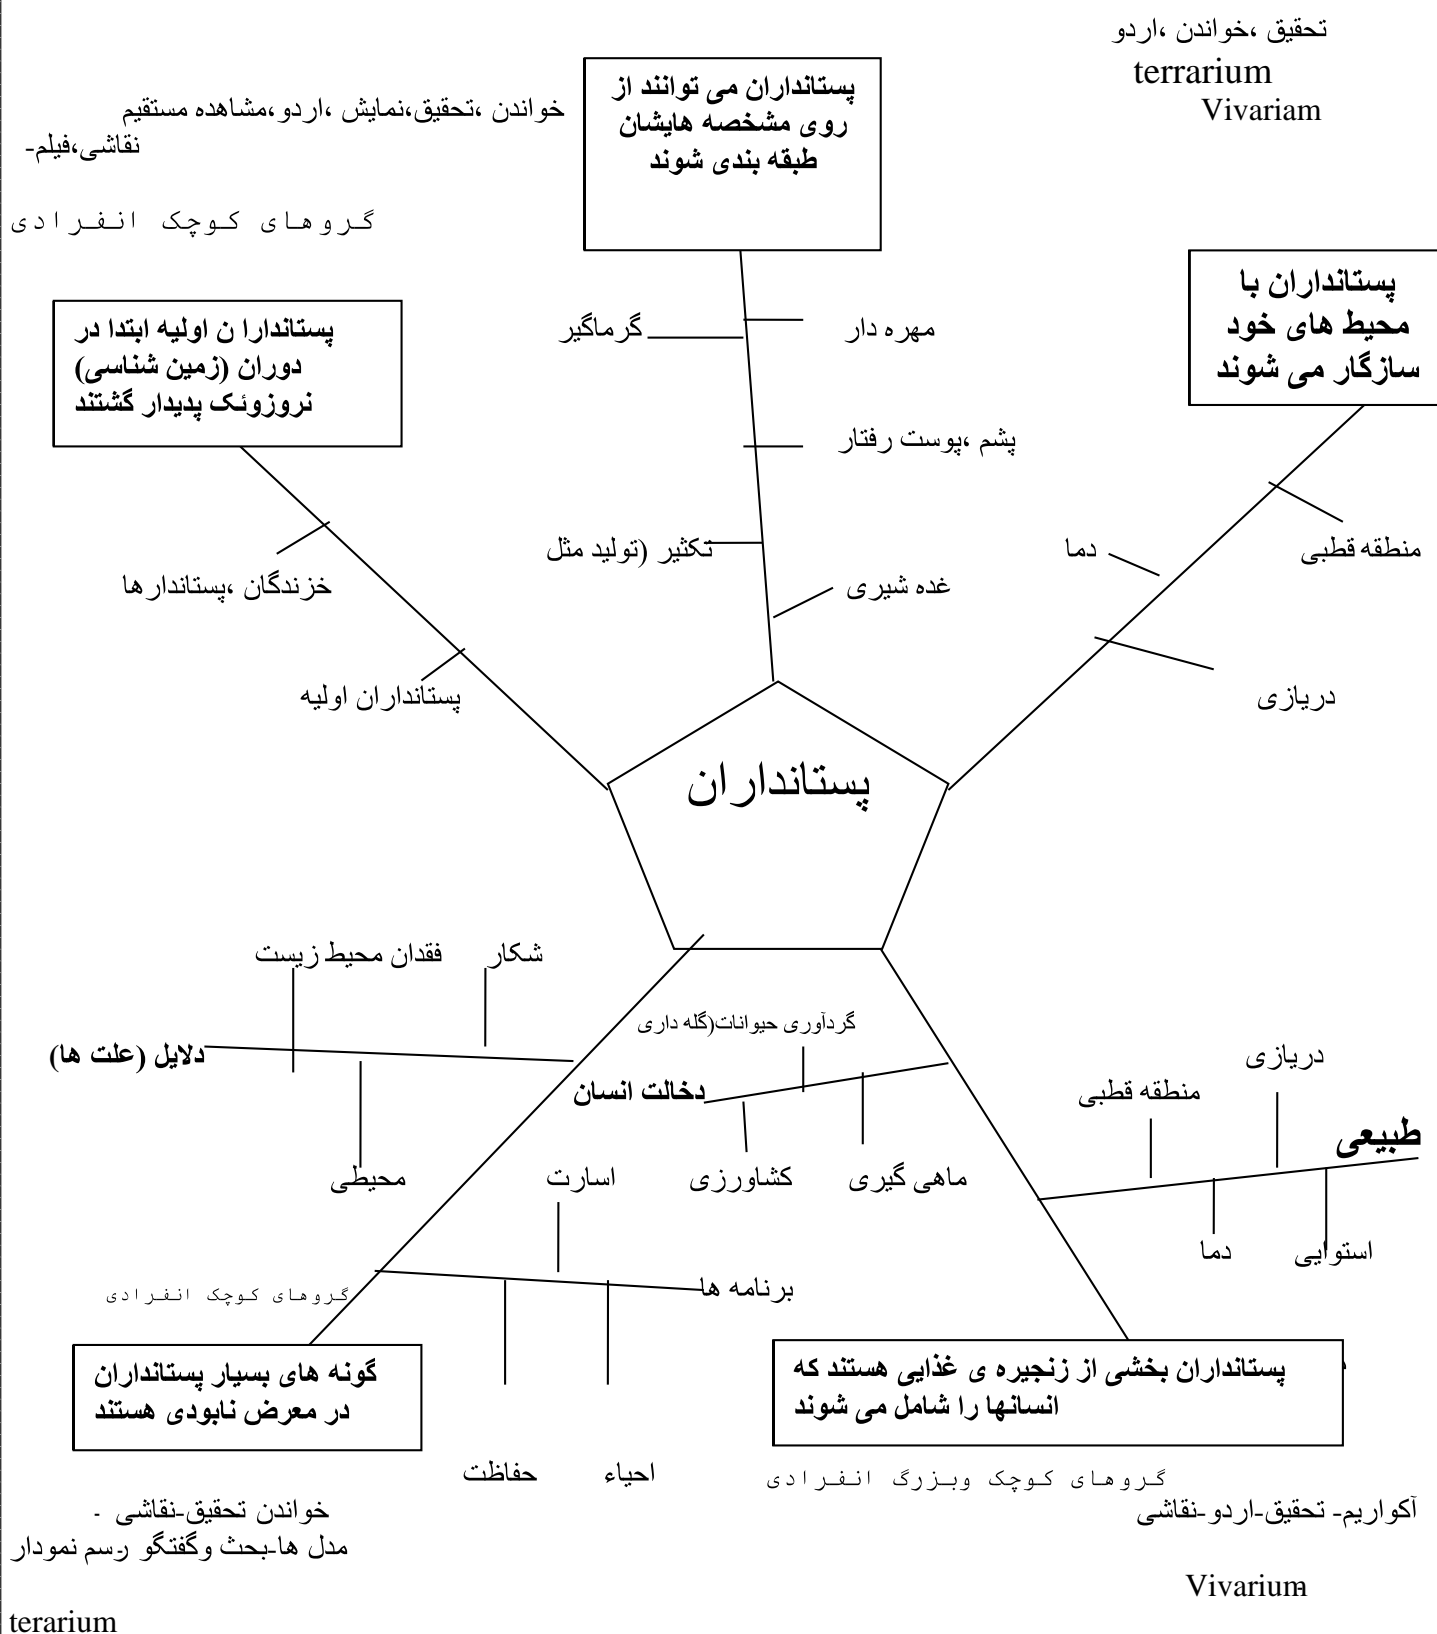 تحقیق ،خواندن ،اردو
terrarium
Vivariam
پستانداران می توانند از
روی مشخصه هایشان
طبقه بندی شوند
خواندن ،تحقیق،نمایش ،اردو،مشاهده مستقیم
نقاشی،فیلم-
گروهای کوچک انفرادی
پستانداران با
محیط های خود
سازگار می شوند
پستاندارا ن اولیه ابتدا در
دوران (زمین شناسی)
نروزوئک پدیدار گشتند
مهره دار
گرماگیر
پشم ،پوست رفتار
تکثیر (تولید مثل
غده شیری
منطقه قطبی
دما
دریازی
خزندگان ،پستاندارها
پستانداران اولیه
پستانداران
شکار
فقدان محیط زیست
دلایل (علت ها)
محیطی
گردآوری حیوانات(گله داری
دخالت انسان
کشاورزی
ماهی گیری
دریازی
منطقه قطبی
طبیعی
استوایی
دما
اسارت
برنامه ها
گروهای کوچک انفرادی
گونه های بسیار پستانداران
در معرض نابودی هستند
پستانداران بخشی از زنجیره ی غذایی هستند که
انسانها را شامل می شوند
احیاء
حفاظت
گروهای کوچک وبزرگ انفرادی
آکواریم- تحقیق-اردو-نقاشی
خواندن تحقیق-نقاشی -
مدل ها-بحث وگفتگو رسم نمودار
Vivarium-
terarium